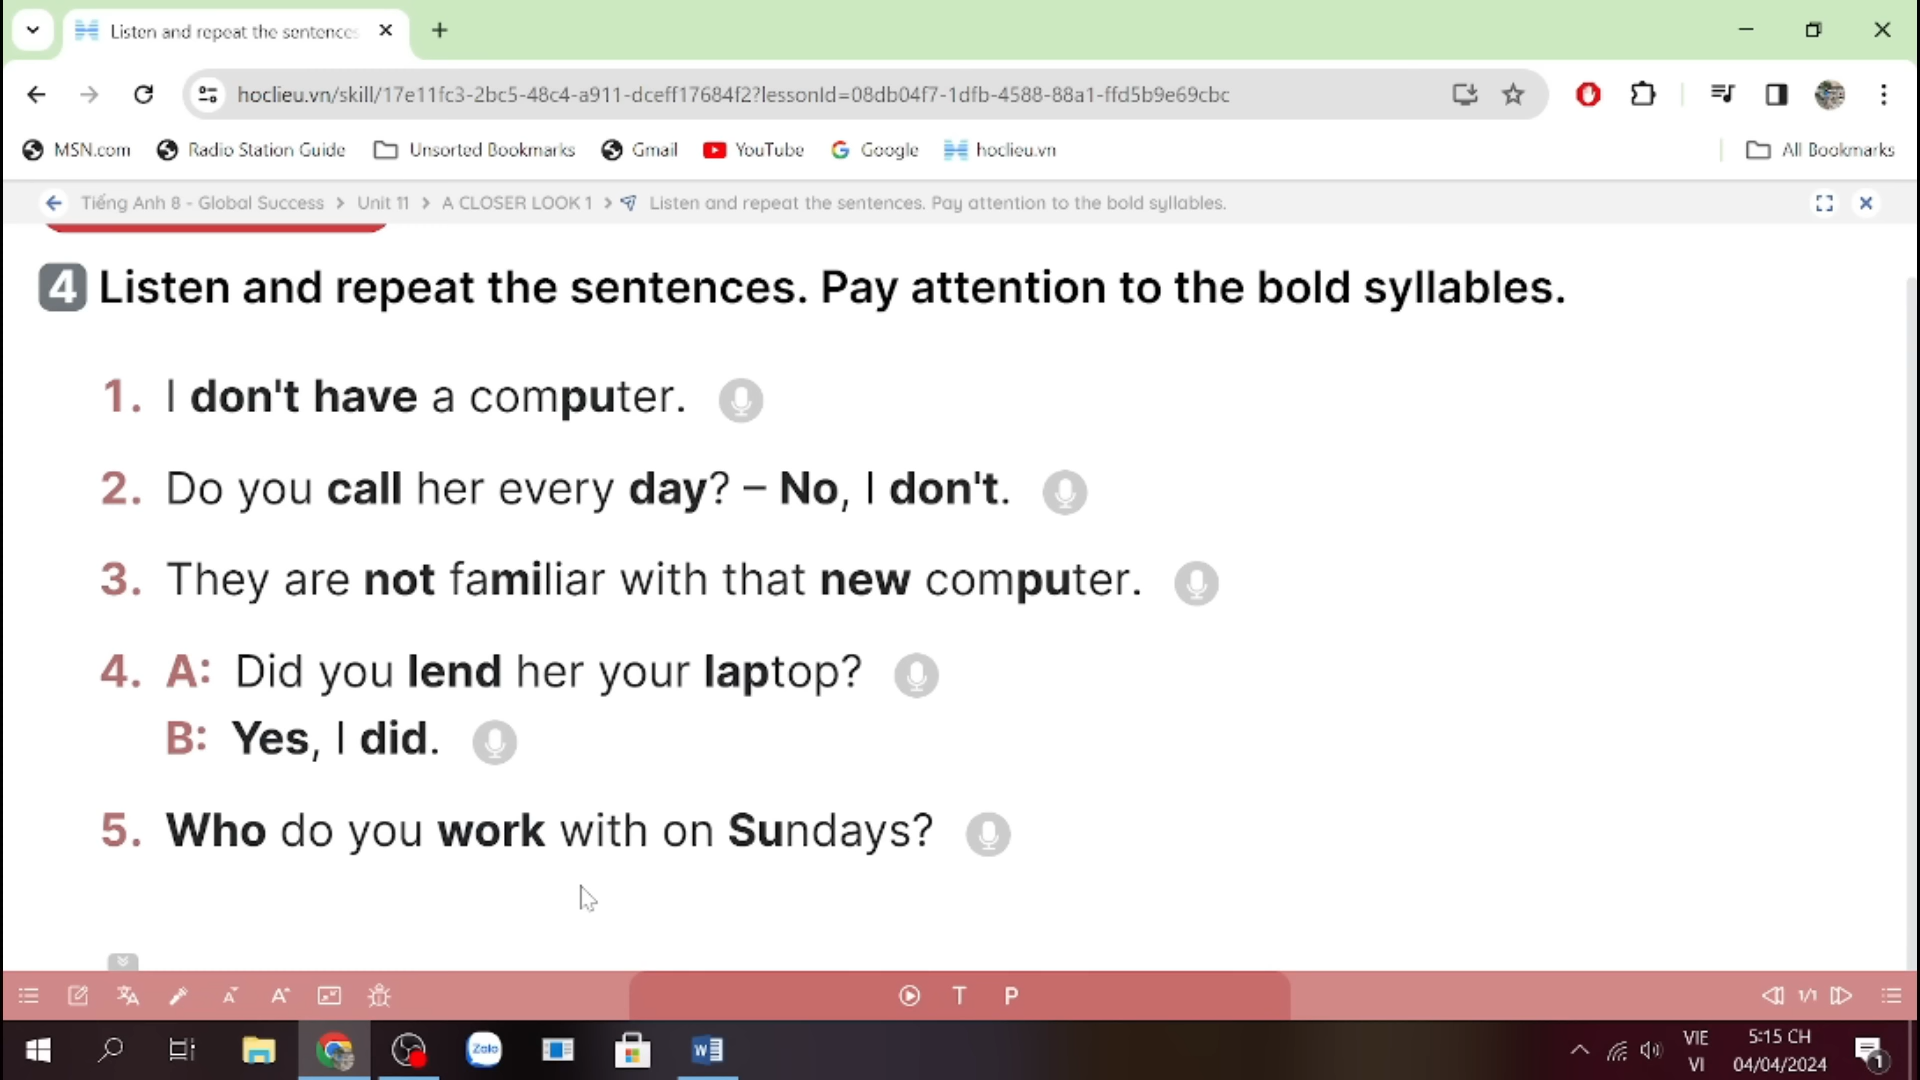 Listen and repeat the sentences
hoclieu.vn/skill/17e11fc3-2bc5-48c4-a911-dceff17684f2?lessonId=08db04f7-1dfb-4588-88a1-ffd5b9e69cbc
MSN.com Radio Station Guide Unsorted Bookmarks Gmail YouTube Google hoclieu.vn All Bookmarks
Tiếng Anh 8 - Global Success > Unit 11 > A CLOSER LOOK 1 > Listen and repeat the sentences. Pay attention to the bold syllables.
4 Listen and repeat the sentences. Pay attention to the bold syllables.
1. I don't have a computer.
2. Do you call her every day? – No, I don't.
3. They are not familiar with that new computer.
4. A: Did you lend her your laptop?
B: Yes, I did.
5. Who do you work with on Sundays?
T P 1/1
Zalo
VIE 5:15 CH
VI 04/04/2024 1